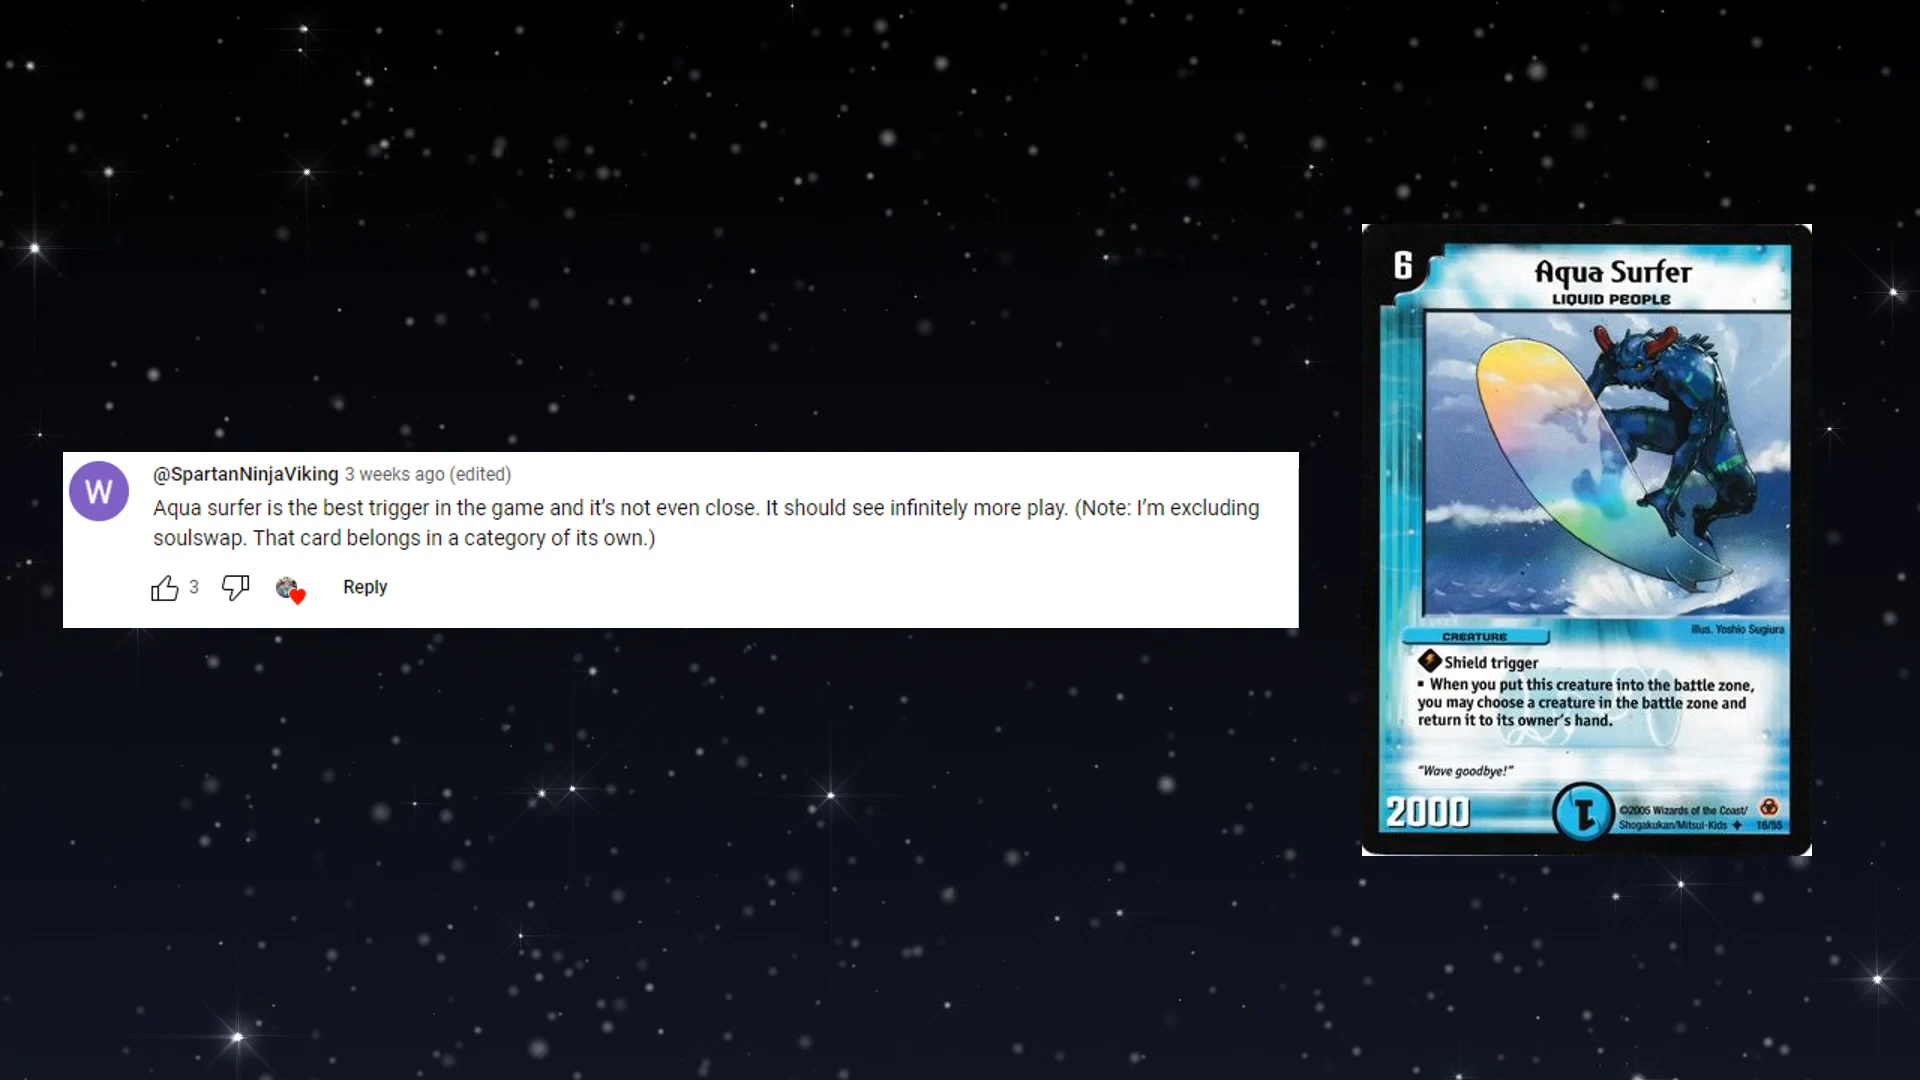 @SpartanNinjaViking 3 weeks ago (edited)
Aqua surfer is the best trigger in the game and it's not even close. It should see infinitely more play. (Note: I'm excluding
soulswap. That card belongs in a category of its own.)
3
Reply
W
6
Aqua Surfer
LIQUID PEOPLE
illus. Yoshio Sugiura
CREATURE
Shield trigger
▪ When you put this creature into the battle zone,
you may choose a creature in the battle zone and
return it to its owner's hand.
"Wave goodbye!"
2000
1
©2005 Wizards of the Coast/
Shogakukan/Mitsui-Kids ✦ 16/55